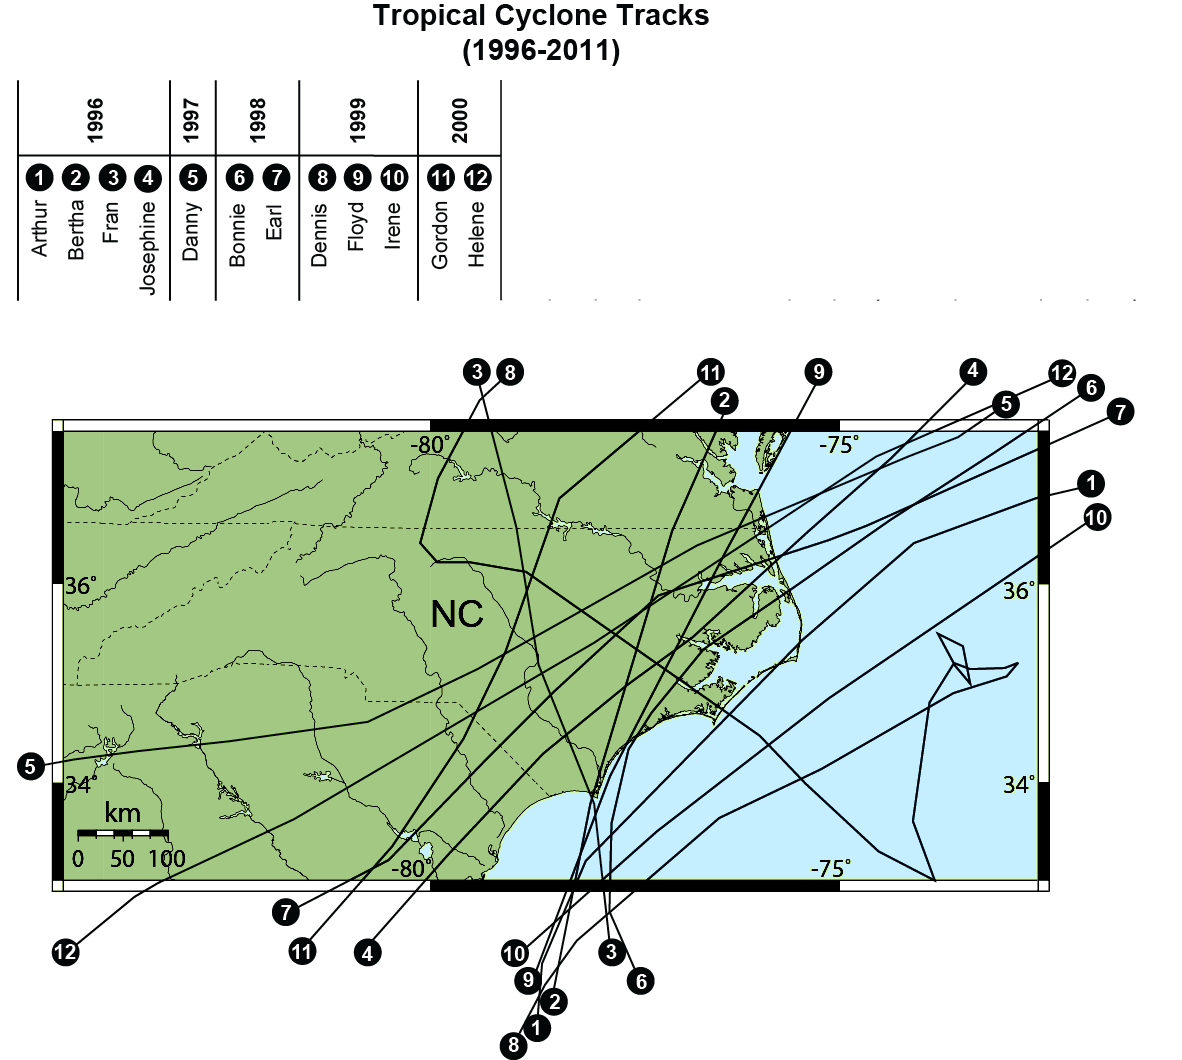 Tropical Cyclone Tracks
(1996-2011)
1996 1997 1998 1999 2000
1 2 3 4 5 6 7 8 9 10 11 12
Arthur Bertha Fran Josephine Danny Bonnie Earl Dennis Floyd Irene Gordon Helene
3 8 11 2 9 4 12 5 6 7
-80° -75°
1
10
36° 36°
NC
5
34° 34°
km
0 50 100
-80° -75°
7
12 11 4 10 3
9 6
2
1
8